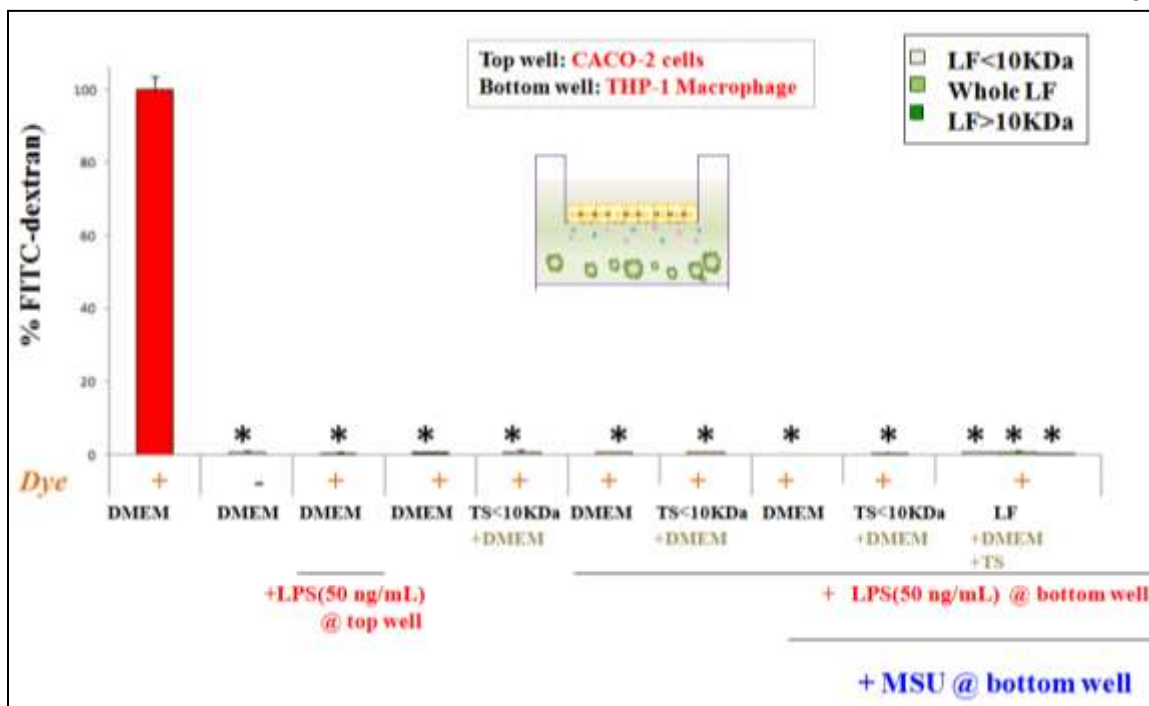 Top well: CACO-2 cells
Bottom well: THP-1 Macrophage
LF<10KDa
Whole LF
LF>10KDa
% FITC-dextran)
100
80
60
40
20
0
* * * * * * * * * * *
Dye + - + + + + + + + +
DMEM DMEM DMEM DMEM TS<10KDa DMEM TS<10KDa DMEM TS<10KDa LF
+DMEM +DMEM +DMEM +DMEM
+TS
+LPS(50 ng/mL) + LPS(50 ng/mL) @ bottom well
@ top well
+ MSU @ bottom well